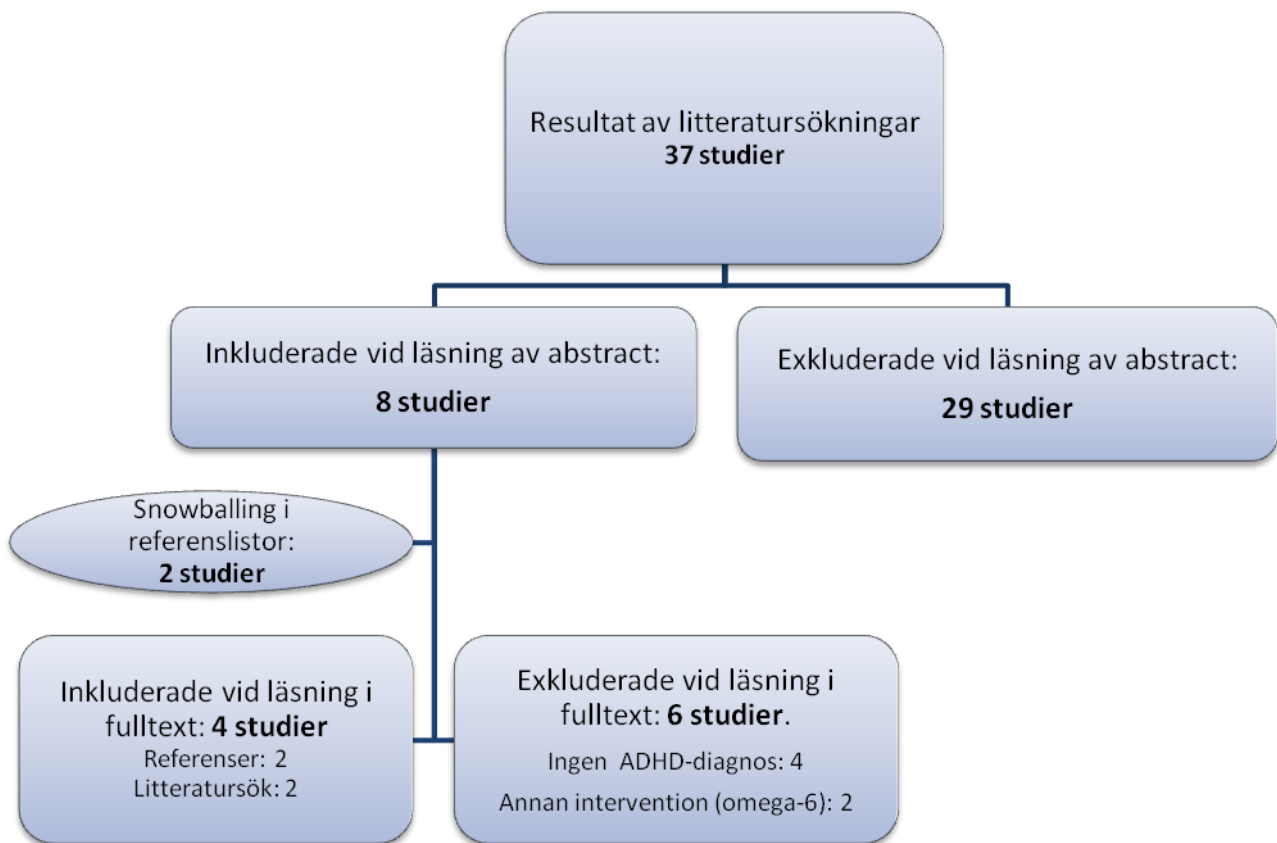 Resultat av litteratursökningar
37 studier
Inkluderade vid läsning av abstract:
8 studier
Exkluderade vid läsning av abstract:
29 studier
Snowballing i
referenslistor:
2 studier
Inkluderade vid läsning i
fulltext: 4 studier
Referenser: 2
Litteratursök: 2
Exkluderade vid läsning i
fulltext: 6 studier.
Ingen ADHD-diagnos: 4
Annan intervention (omega-6): 2